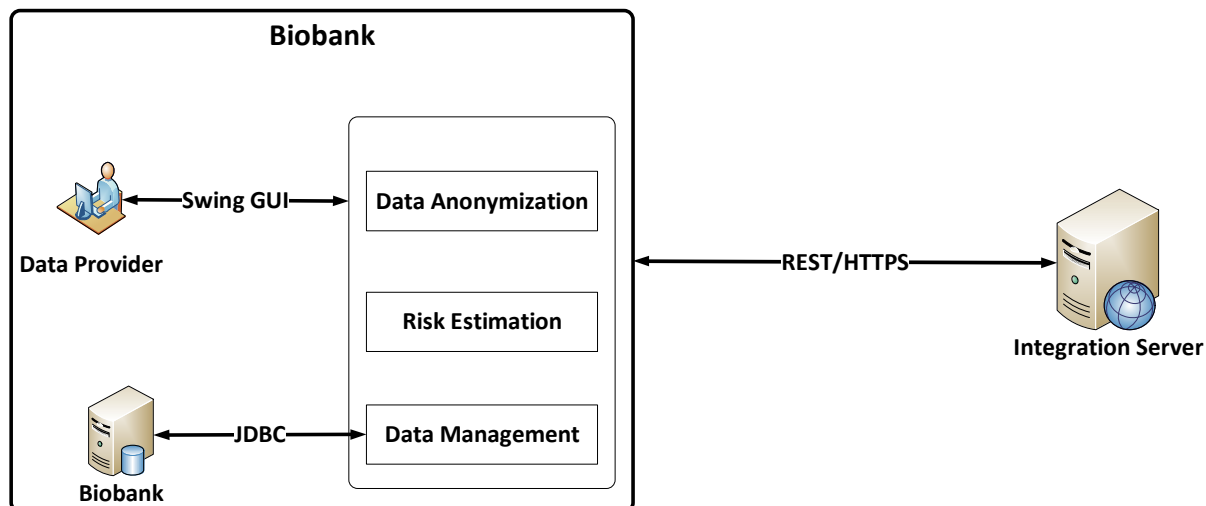 Biobank
Data Anonymization
Swing GUI
Data Provider
REST/HTTPS
Risk Estimation
Integration Server
Data Management
JDBC
Biobank